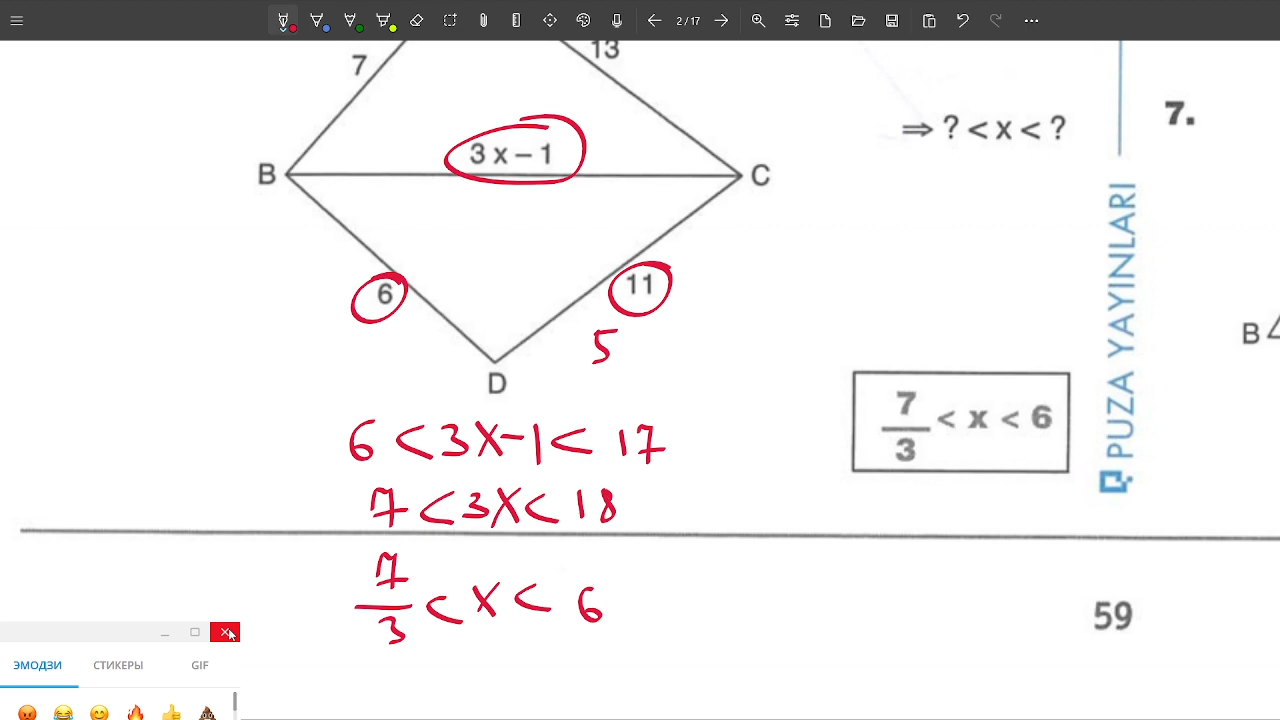 2/17
7
13
3 x – 1
⇒ ? < x < ?
7.
B
C
6
11
5
B
D
7/3 < x < 6
PUZA YAYINLARI
6 < 3x-1 < 17
7 < 3x < 18
7/3 < x < 6
59
ЭМОДЗИ
СТИКЕРЫ
GIF